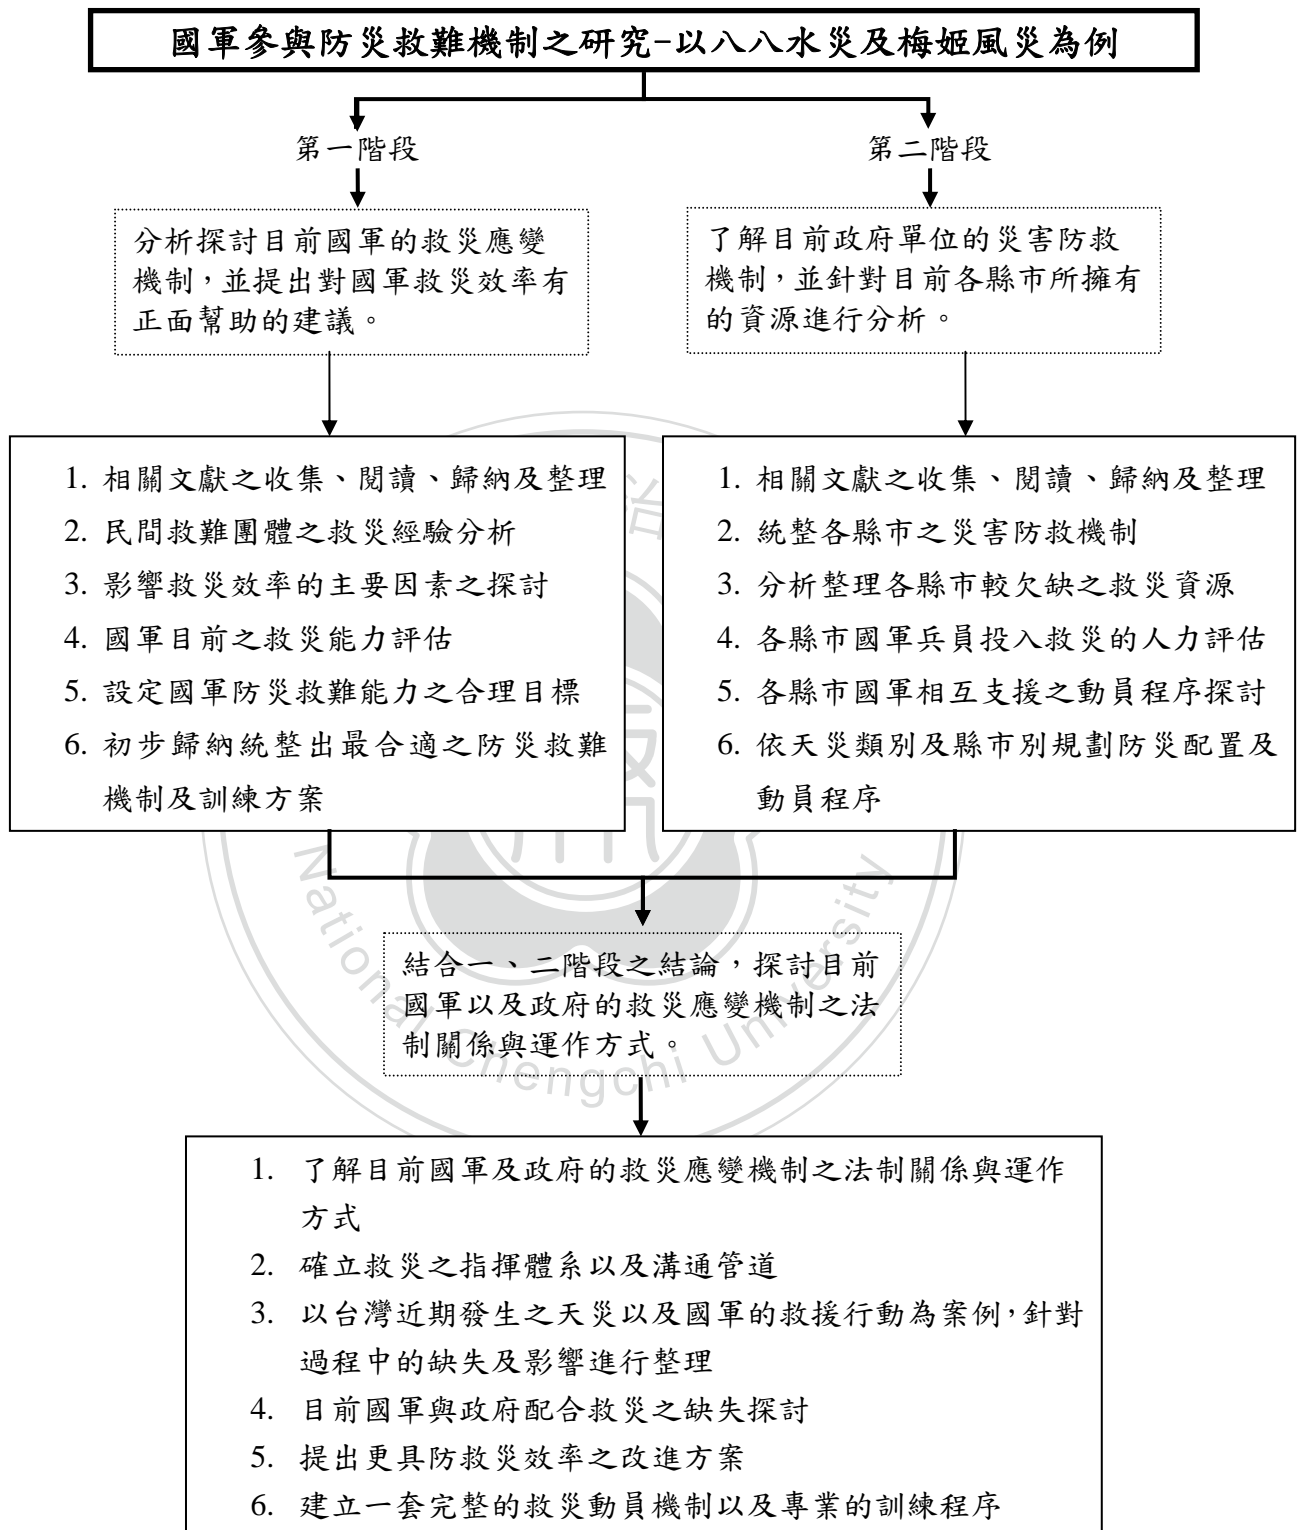 國軍參與防災救難機制之研究-以八八水災及梅姬風災為例
第一階段
第二階段
分析探討目前國軍的救災應變
機制，並提出對國軍救災效率有
正面幫助的建議。
了解目前政府單位的災害防救
機制，並針對目前各縣市所擁有
的資源進行分析。
1. 相關文獻之收集、閱讀、歸納及整理
2. 民間救難團體之救災經驗分析
3. 影響救災效率的主要因素之探討
4. 國軍目前之救災能力評估
5. 設定國軍防災救難能力之合理目標
6. 初步歸納統整出最合適之防災救難
機制及訓練方案
1. 相關文獻之收集、閱讀、歸納及整理
2. 統整各縣市之災害防救機制
3. 分析整理各縣市較欠缺之救災資源
4. 各縣市國軍兵員投入救災的人力評估
5. 各縣市國軍相互支援之動員程序探討
6. 依天災類別及縣市別規劃防災配置及
動員程序
結合一、二階段之結論，探討目前
國軍以及政府的救災應變機制之法
制關係與運作方式。
1. 了解目前國軍及政府的救災應變機制之法制關係與運作
方式
2. 確立救災之指揮體系以及溝通管道
3. 以台灣近期發生之天災以及國軍的救援行動為案例，針對
過程中的缺失及影響進行整理
4. 目前國軍與政府配合救災之缺失探討
5. 提出更具防救災效率之改進方案
6. 建立一套完整的救災動員機制以及專業的訓練程序
National Chengchi University